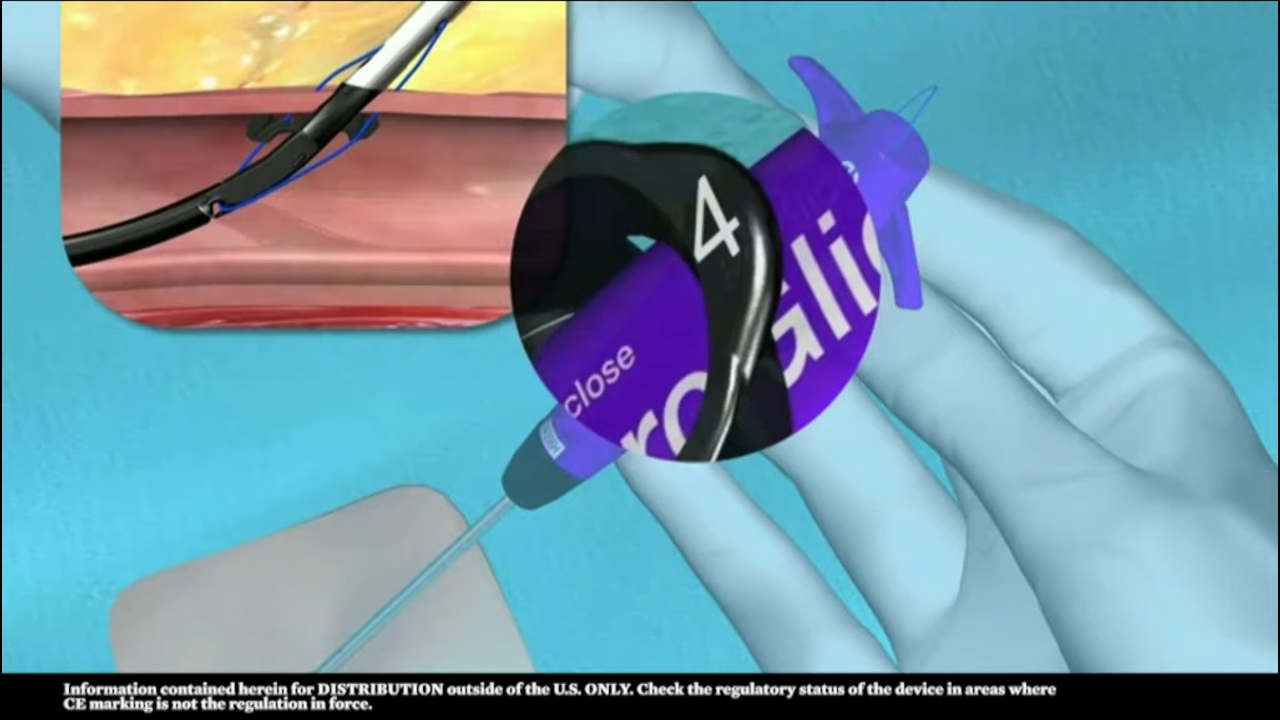 4
close
roGlic
Information contained herein for DISTRIBUTION outside of the U.S. ONLY. Check the regulatory status of the device in areas where
CE marking is not the regulation in force.